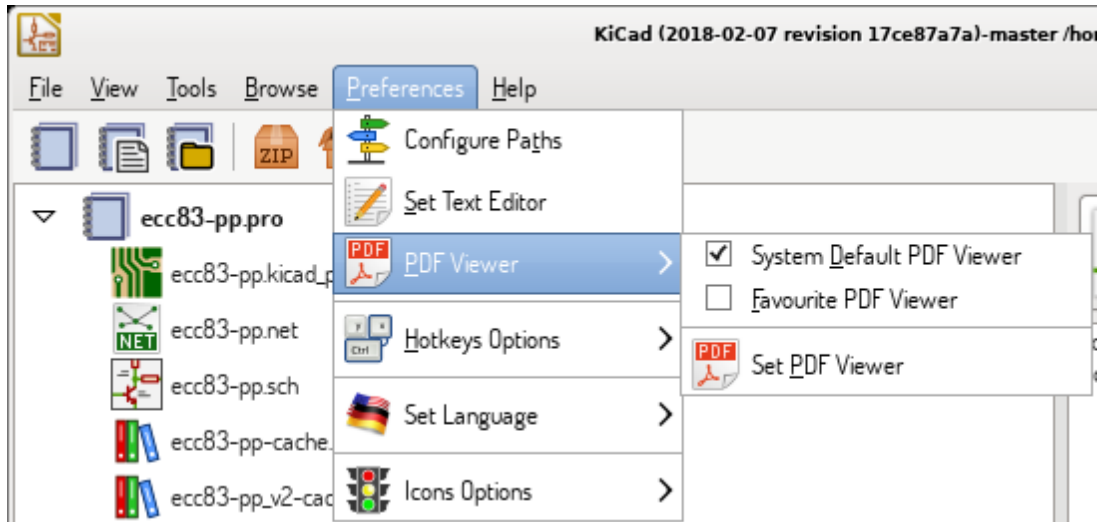 KiCad (2018-02-07 revision 17ce87a7a)-master /hor
File View Tools Browse Preferences Help
ZIP
Configure Paths
Set Text Editor
PDF
PDF Viewer
System Default PDF Viewer
Favourite PDF Viewer
PDF
Set PDF Viewer
Ctrl
Hotkeys Options
Set Language
Icons Options
ecc83-pp.pro
ecc83-pp.kicad_p
NET
ecc83-pp.net
ecc83-pp.sch
ecc83-pp-cache.
ecc83-pp_v2-cac